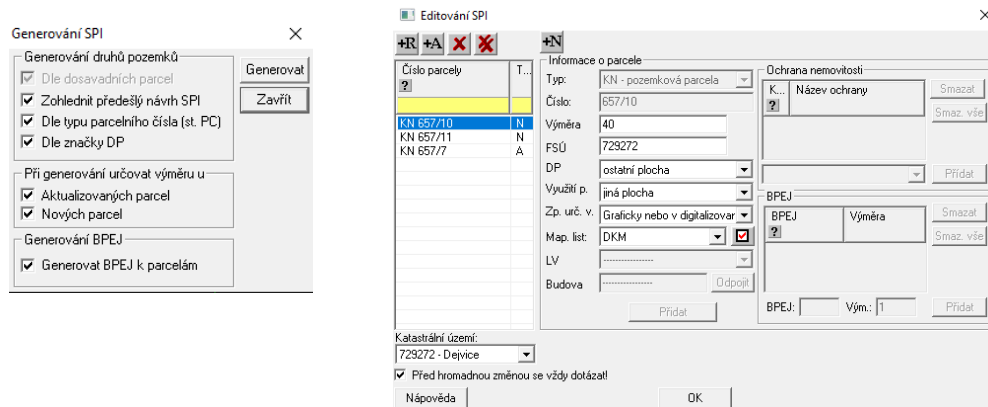 Generování SPI
Generování druhů pozemků
Dle dosavadních parcel
Zohlednit předešlý návrh SPI
Dle typu parcelního čísla (st. PC)
Dle značky DP
Generovat
Zavřít
Při generování určovat výměru u
Aktualizovaných parcel
Nových parcel
Generování BPEJ
Generovat BPEJ k parcelám
Editování SPI
+R +A +N
Číslo parcely T...
?
KN 657/10 N
KN 657/11 N
KN 657/7 A
Informace o parcele
Typ: KN - pozemková parcela
Číslo: 657/10
Výměra 40
FSÚ 729272
DP ostatní plocha
Využití p. jiná plocha
Zp. urč. v. Graficky nebo v digitalizovar
Map. list: DKM
LV ----------------
Budova ---------------- Odpojit
Přidat
Ochrana nemovitosti
K... Název ochrany
?
Smazat
Smaz. vše
Přidat
BPEJ
BPEJ Výměra
?
Smazat
Smaz. vše
BPEJ: Vým.: 1 Přidat
Katastrální území:
729272 - Dejvice
Před hromadnou změnou se vždy dotázat!
Nápověda OK